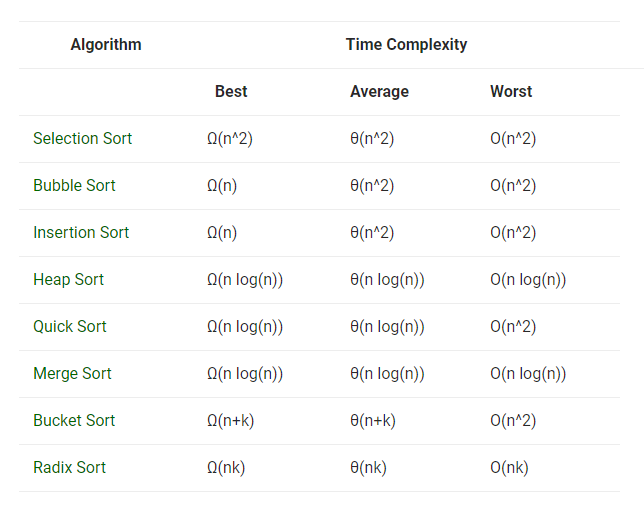 Algorithm Time Complexity
Best Average Worst
Selection Sort Ω(n^2) θ(n^2) O(n^2)
Bubble Sort Ω(n) θ(n^2) O(n^2)
Insertion Sort Ω(n) θ(n^2) O(n^2)
Heap Sort Ω(n log(n)) θ(n log(n)) O(n log(n))
Quick Sort Ω(n log(n)) θ(n log(n)) O(n^2)
Merge Sort Ω(n log(n)) θ(n log(n)) O(n log(n))
Bucket Sort Ω(n+k) θ(n+k) O(n^2)
Radix Sort Ω(nk) θ(nk) O(nk)